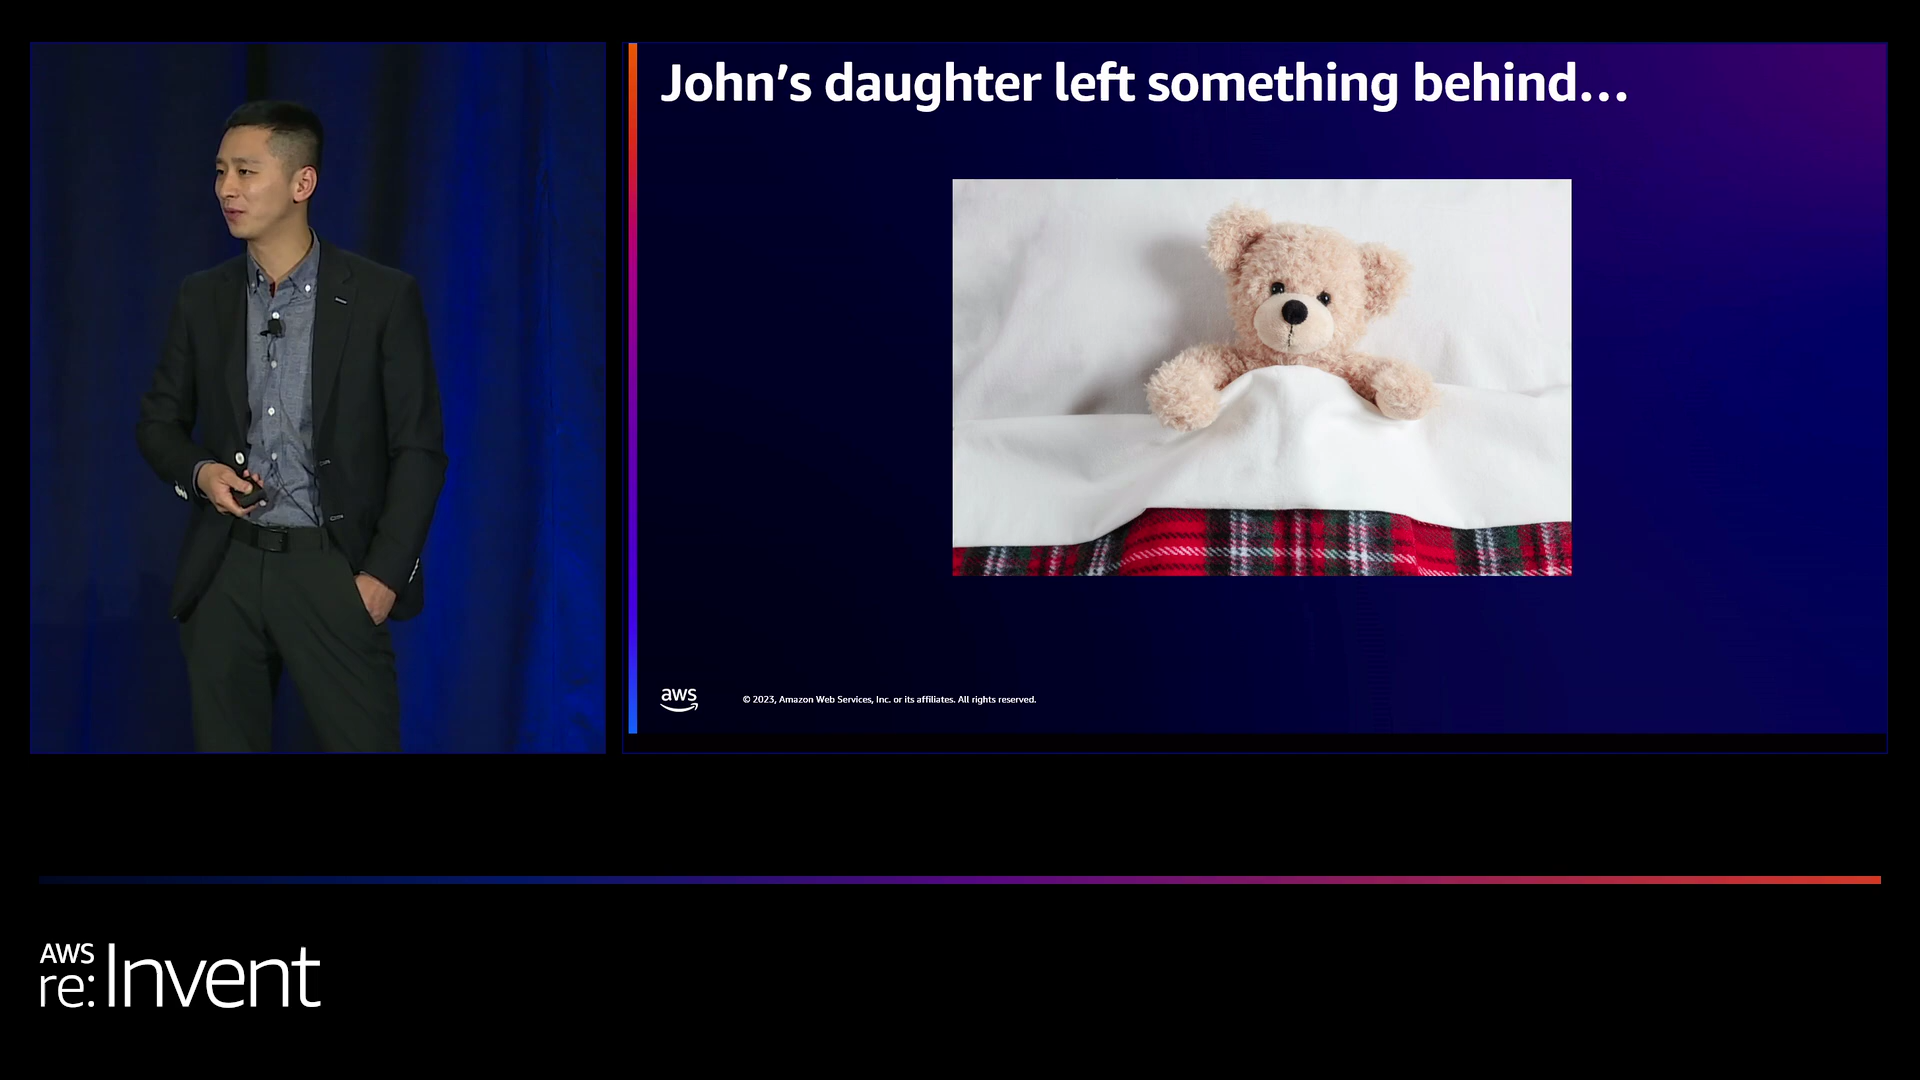 John's daughter left something behind...
aws
© 2023, Amazon Web Services, Inc. or its affiliates. All rights reserved.
AWS
re:Invent